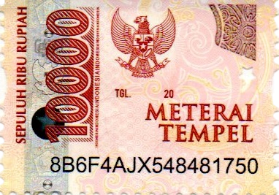 SEPULUH RIBU RUPIAH
10000
TGL. 20
METERAI
TEMPEL
8B6F4AJX548481750